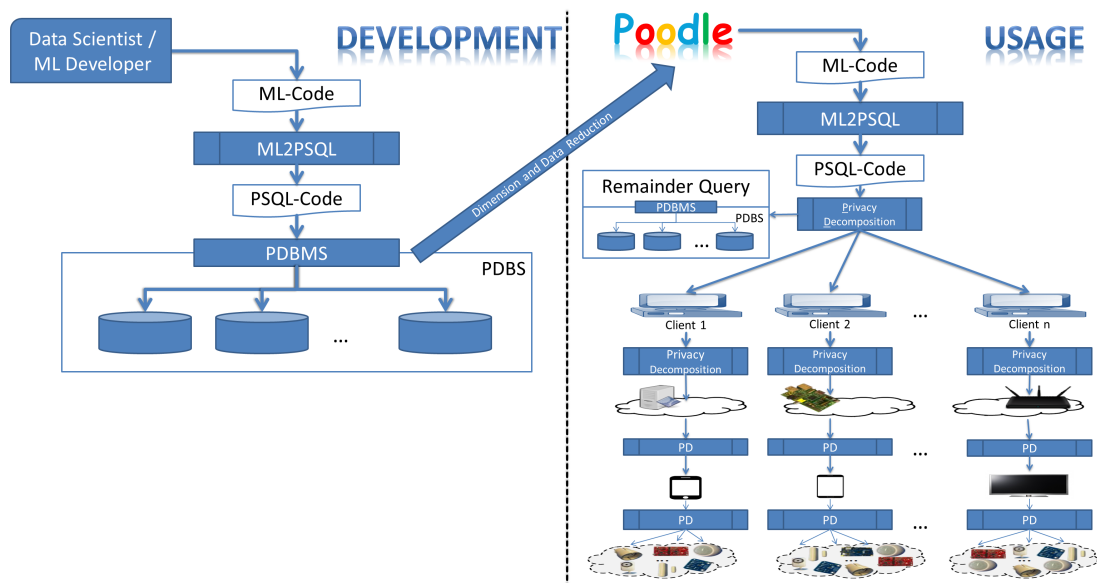 DEVELOPMENT
Data Scientist /
ML Developer
ML-Code
ML2PSQL
PSQL-Code
PDBMS
PDBS
...
Dimension and Data Reduction
Poodle
USAGE
ML-Code
ML2PSQL
PSQL-Code
Privacy
Decomposition
Remainder Query
PDBMS
PDBS
...
Client 1
Client 2
...
Client n
Privacy
Decomposition
Privacy
Decomposition
Privacy
Decomposition
PD
PD
...
PD
PD
PD
...
PD
...
...
...